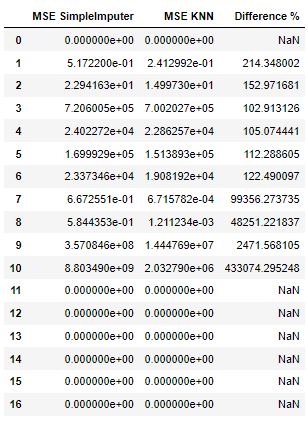 MSE SimpleImputer MSE KNN Difference %
0 0.000000e+00 0.000000e+00 NaN
1 5.172200e-01 2.412992e-01 214.348002
2 2.294163e+01 1.499730e+01 152.971681
3 7.206005e+05 7.002027e+05 102.913126
4 2.402272e+04 2.286257e+04 105.074441
5 1.699929e+05 1.513893e+05 112.288605
6 2.337346e+04 1.908192e+04 122.490097
7 6.672551e-01 6.715782e-04 99356.273735
8 5.844353e-01 1.211234e-03 48251.221837
9 3.570846e+08 1.444769e+07 2471.568105
10 8.803490e+09 2.032790e+06 433074.295248
11 0.000000e+00 0.000000e+00 NaN
12 0.000000e+00 0.000000e+00 NaN
13 0.000000e+00 0.000000e+00 NaN
14 0.000000e+00 0.000000e+00 NaN
15 0.000000e+00 0.000000e+00 NaN
16 0.000000e+00 0.000000e+00 NaN